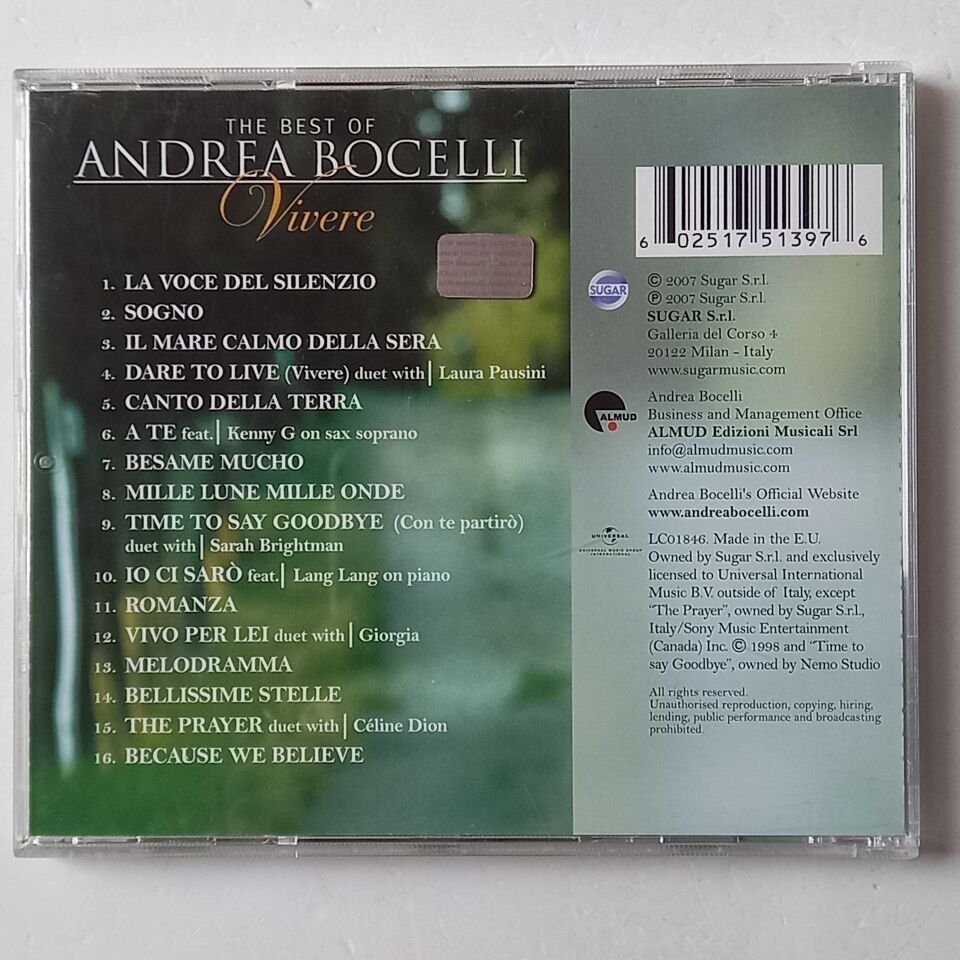 THE BEST OF
ANDREA BOCELLI
Vivere
1. LA VOCE DEL SILENZIO
2. SOGNO
3. IL MARE CALMO DELLA SERA
4. DARE TO LIVE (Vivere) duet with | Laura Pausini
5. CANTO DELLA TERRA
6. A TE feat. | Kenny G on sax soprano
7. BESAME MUCHO
8. MILLE LUNE MILLE ONDE
9. TIME TO SAY GOODBYE (Con te partirò)
duet with | Sarah Brightman
10. IO CI SARÒ feat. | Lang Lang on piano
11. ROMANZA
12. VIVO PER LEI duet with | Giorgia
13. MELODRAMMA
14. BELLISSIME STELLE
15. THE PRAYER duet with | Céline Dion
16. BECAUSE WE BELIEVE
6 02517 51397 6
SUGAR
© 2007 Sugar S.r.l.
℗ 2007 Sugar S.r.l.
SUGAR S.r.l.
Galleria del Corso 4
20122 Milan - Italy
www.sugarmusic.com
ALMUD
Andrea Bocelli
Business and Management Office
ALMUD Edizioni Musicali Srl
info@almudmusic.com
www.almudmusic.com
Andrea Bocelli's Official Website
www.andreabocelli.com
UNIVERSAL
UNIVERSAL MUSIC GROUP
INTERNATIONAL
LC01846. Made in the E.U.
Owned by Sugar S.r.l. and exclusively
licensed to Universal International
Music B.V. outside of Italy, except
"The Prayer", owned by Sugar S.r.l.,
Italy/Sony Music Entertainment
(Canada) Inc. © 1998 and "Time to
say Goodbye", owned by Nemo Studio
All rights reserved.
Unauthorised reproduction, copying, hiring,
lending, public performance and broadcasting
prohibited.